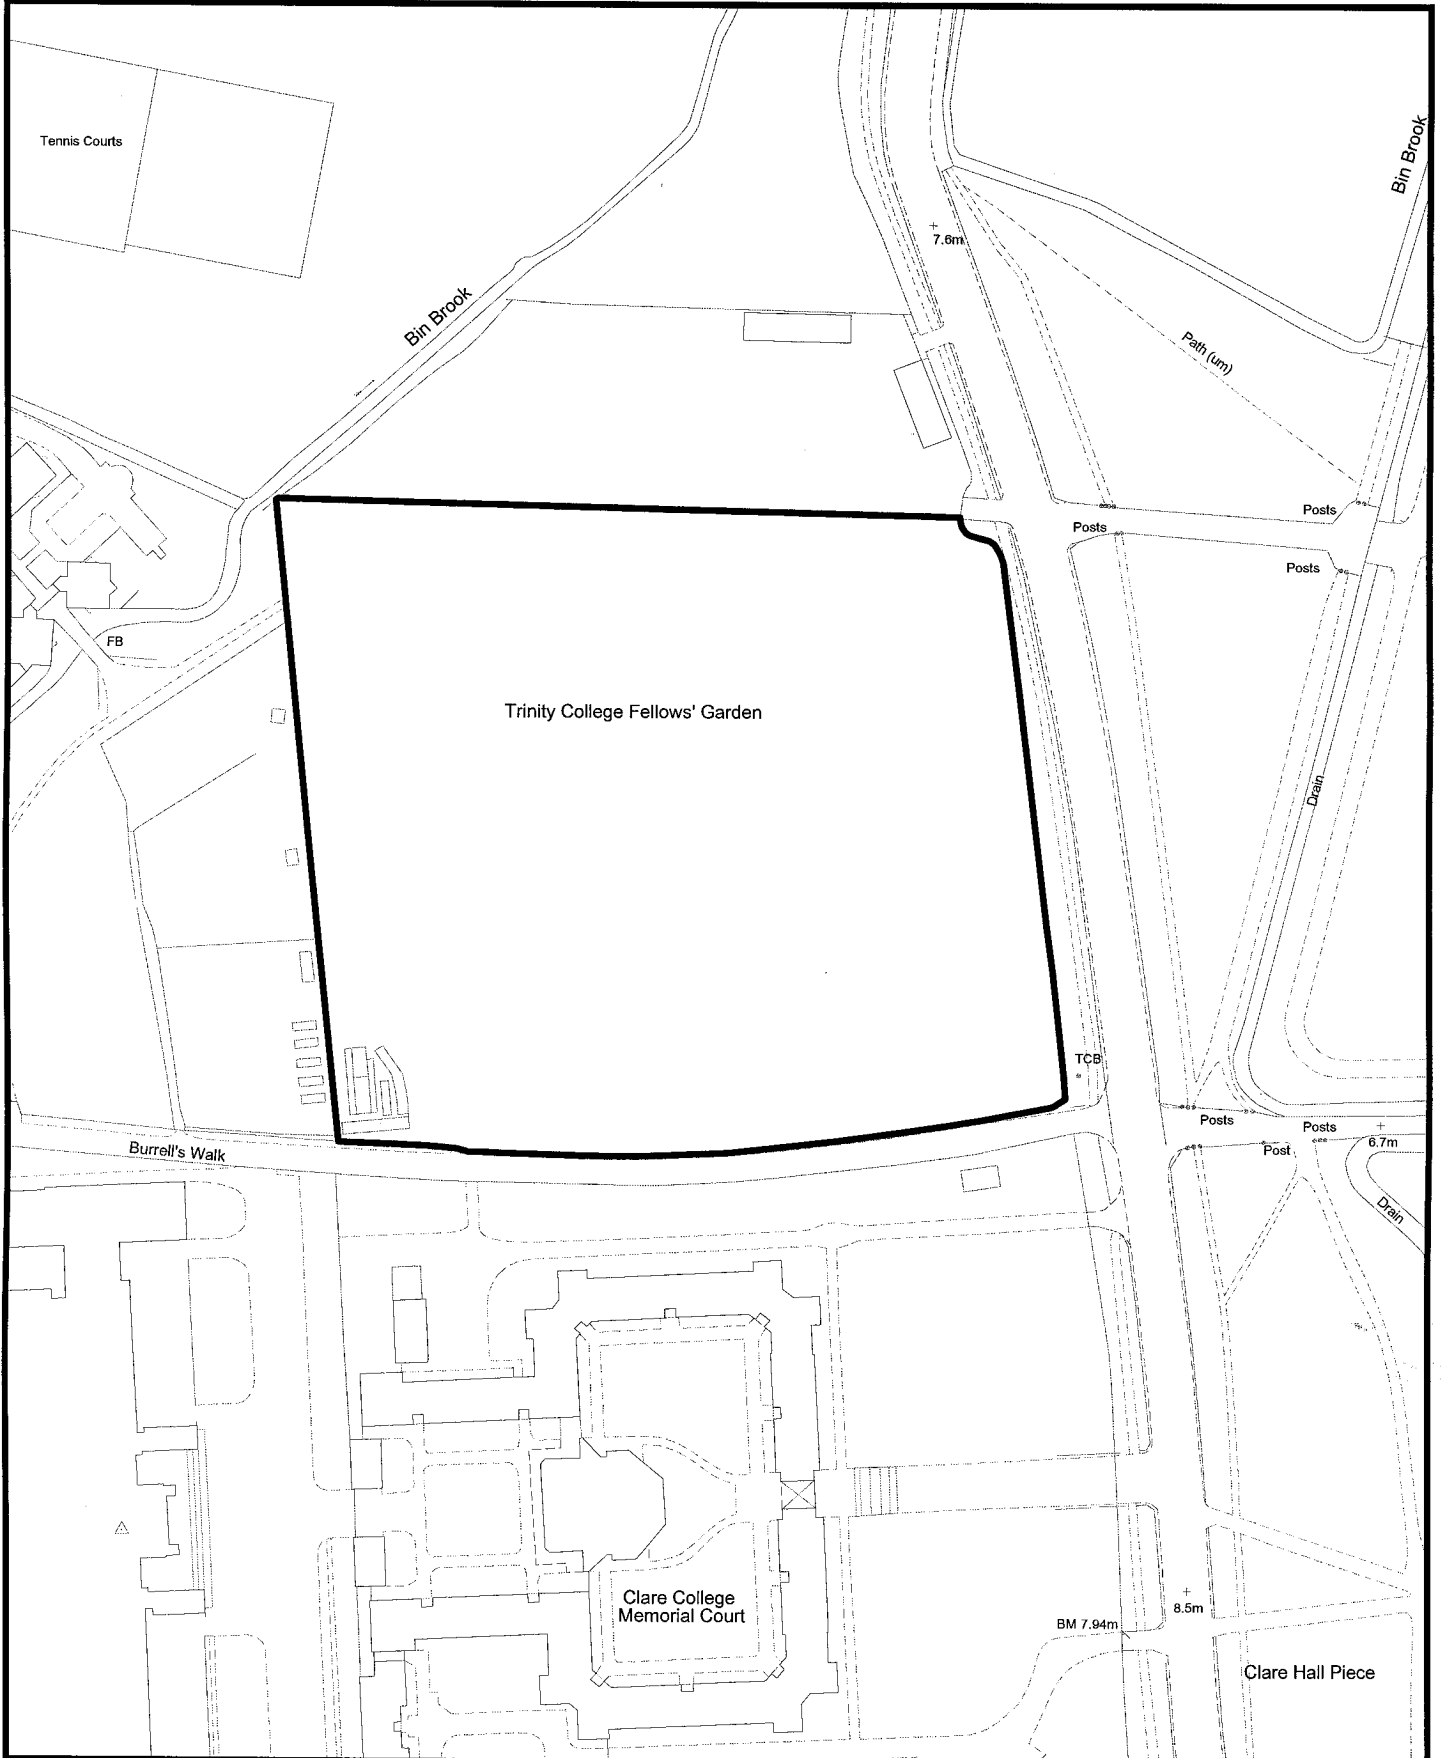 Tennis Courts
Bin Brook
7.6m
Bin Brook
Path (um)
Posts
Posts
Posts
FB
Trinity College Fellows' Garden
Drain
TCB
Posts
Posts
6.7m
Post
Burrell's Walk
Drain
Clare College
Memorial Court
8.5m
BM 7.94m
Clare Hall Piece